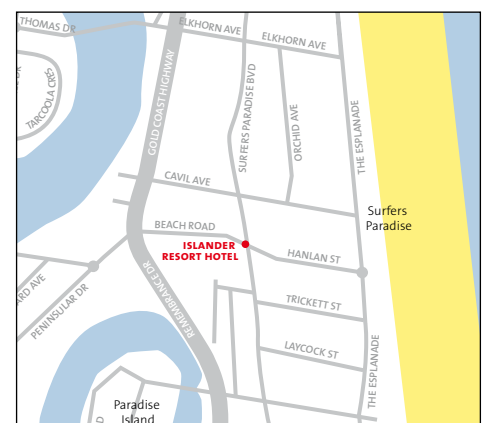 THOMAS DR
ELKHORN AVE
ELKHORN AVE
DR
TARCOOLA CRES
GOLD COAST HIGHWAY
SURFERS PARADISE BVD
ORCHID AVE
THE ESPLANADE
CAVIL AVE
Surfers
Paradise
BEACH ROAD
ISLANDER
RESORT HOTEL
HANLAN ST
ARD AVE
PENINSULAR DR
REMEMBRANCE DR
TRICKETT ST
LAYCOCK ST
THE ESPLANADE
Paradise
Island
D